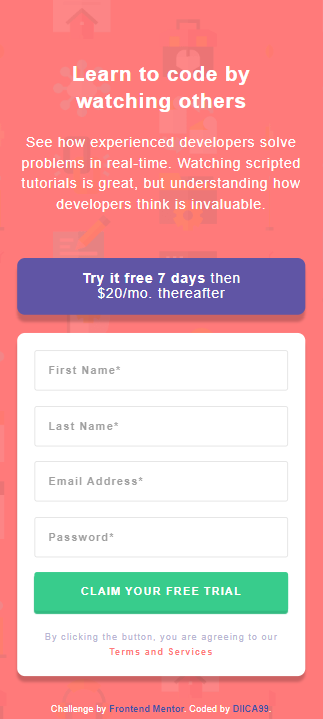 Learn to code by
watching others
See how experienced developers solve
problems in real-time. Watching scripted
tutorials is great, but understanding how
developers think is invaluable.
Try it free 7 days then
$20/mo. thereafter
First Name*
Last Name*
Email Address*
Password*
CLAIM YOUR FREE TRIAL
By clicking the button, you are agreeing to our
Terms and Services
Challenge by Frontend Mentor. Coded by DIICA99.